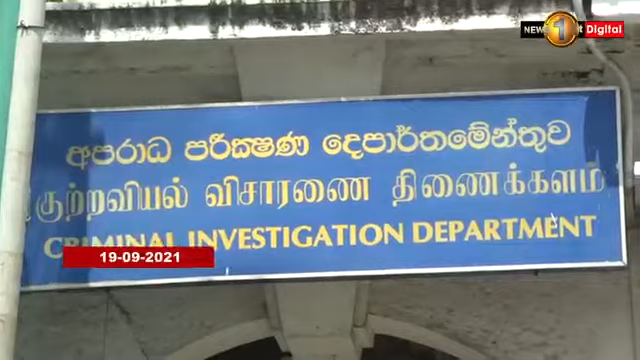 NEWS 1st Digital
අපරාධ පරීක්ෂණ දෙපාර්තමේන්තුව
குற்றவியல் விசாரணை திணைக்களம்
CRIMINAL INVESTIGATION DEPARTMENT
19-09-2021